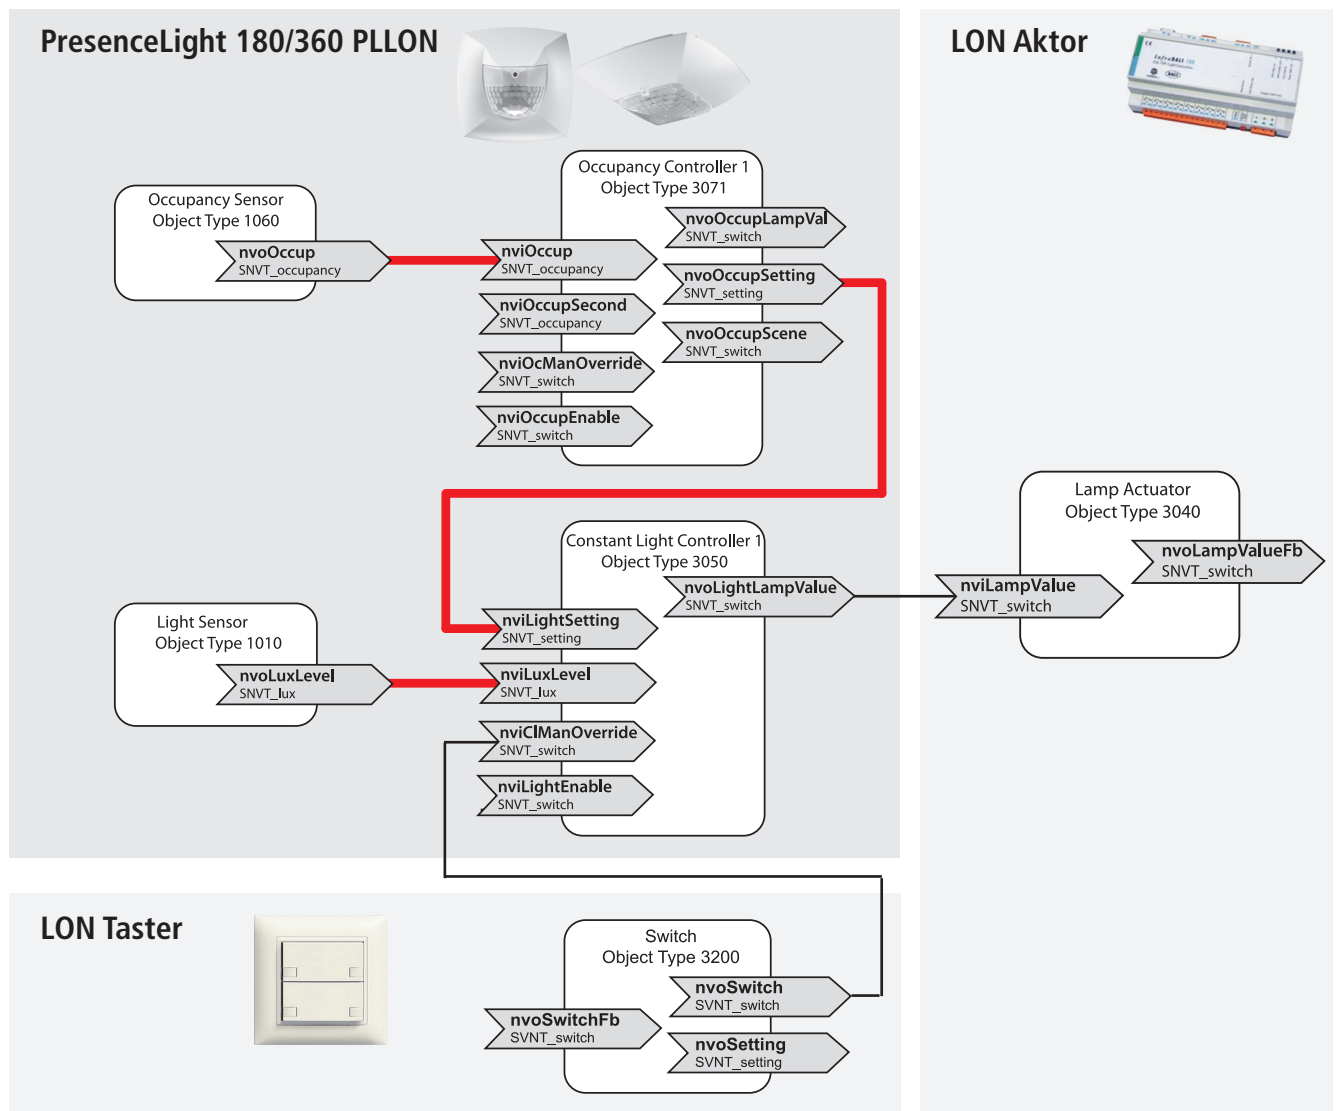 PresenceLight 180/360 PLLON
LON Aktor
InfraDALI
DALI
Occupancy Sensor
Object Type 1060
nvoOccup
SNVT_occupancy
Occupancy Controller 1
Object Type 3071
nvoOccupLampVal
SNVT_switch
nviOccup
SNVT_occupancy
nvoOccupSetting
SNVT_setting
nviOccupSecond
SNVT_occupancy
nvoOccupScene
SNVT_switch
nviOcManOverride
SNVT_switch
nviOccupEnable
SNVT_switch
Lamp Actuator
Object Type 3040
nvoLampValueFb
SNVT_switch
nviLampValue
SNVT_switch
Constant Light Controller 1
Object Type 3050
nvoLightLampValue
SNVT_switch
nviLightSetting
SNVT_setting
Light Sensor
Object Type 1010
nvoLuxLevel
SNVT_lux
nviLuxLevel
SNVT_lux
nviClManOverride
SNVT_switch
nviLightEnable
SNVT_switch
LON Taster
Switch
Object Type 3200
nvoSwitch
SVNT_switch
nvoSwitchFb
SVNT_switch
nvoSetting
SVNT_setting